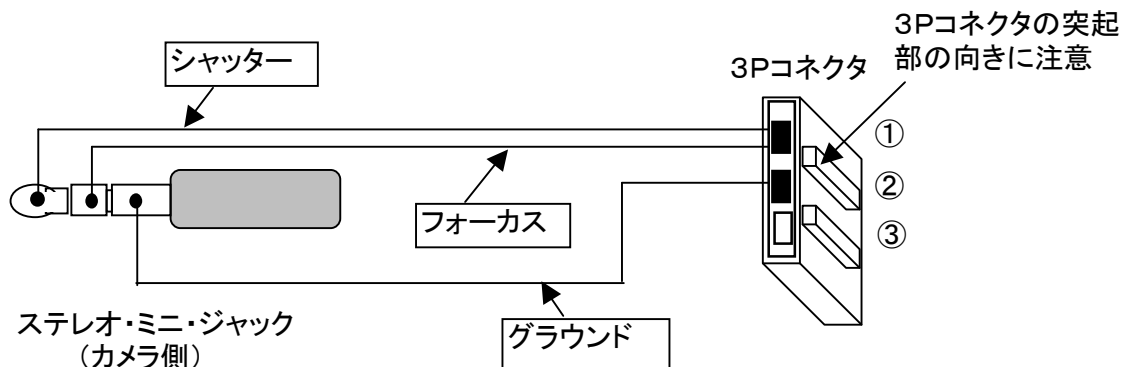 3Pコネクタの突起
部の向きに注意
シャッター
3Pコネクタ
①
②
フォーカス
③
ステレオ・ミニ・ジャック
(カメラ側)
グラウンド